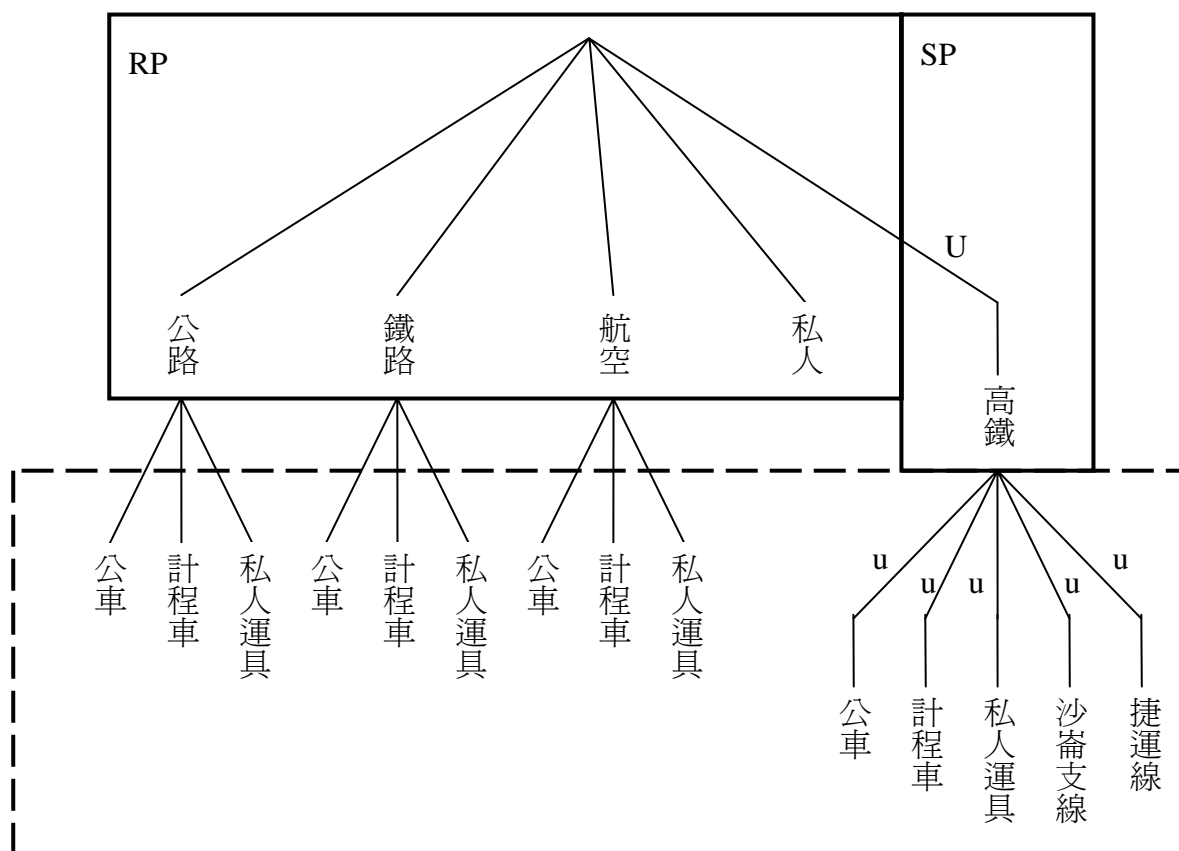 RP
SP
U
公路
鐵路
航空
私人
高鐵
公車
計程車
私人運具
公車
計程車
私人運具
公車
計程車
私人運具
u
u
u
u
u
公車
計程車
私人運具
沙崙支線
捷運線